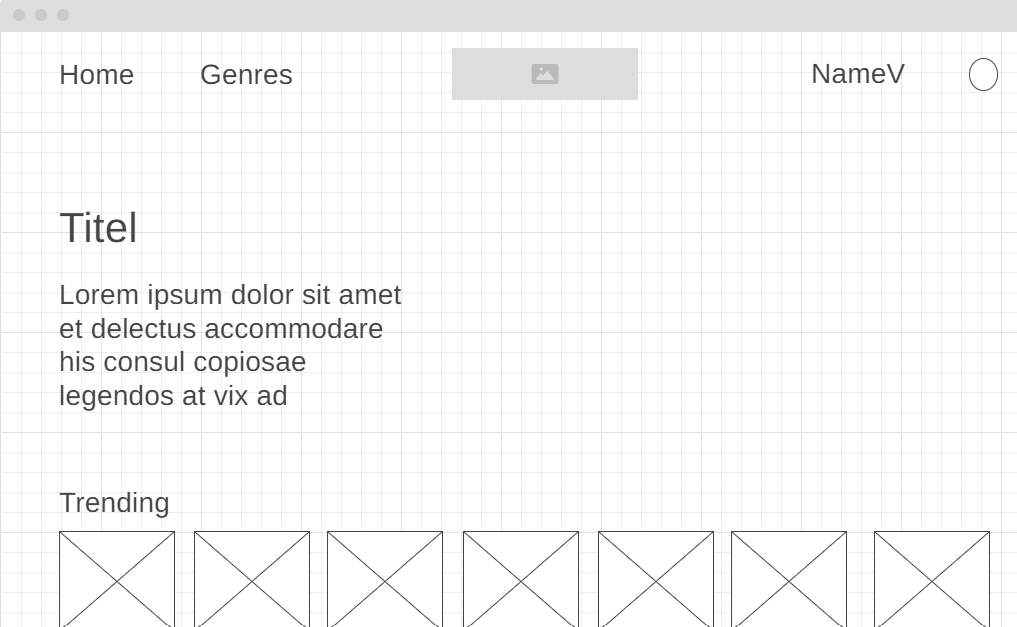 Home
Genres
NameV
Titel
Lorem ipsum dolor sit amet
et delectus accommodare
his consul copiosae
legendos at vix ad
Trending